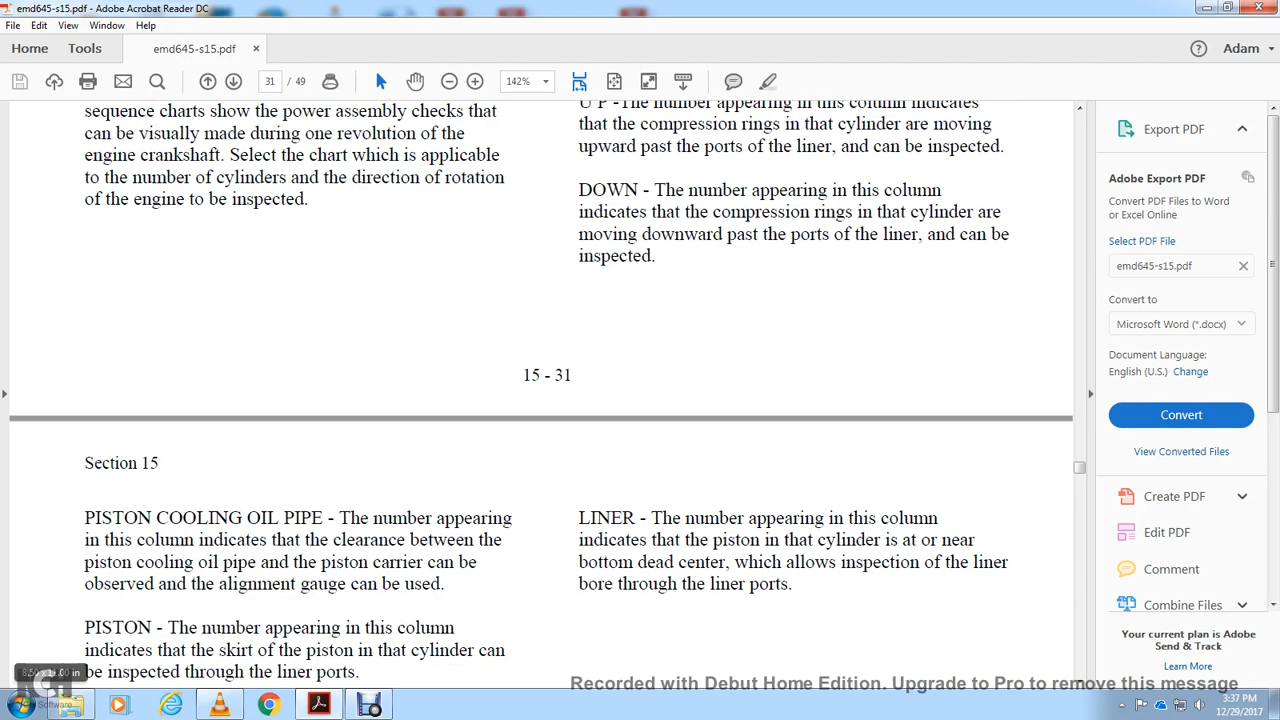 emd645-s15.pdf - Adobe Acrobat Reader DC
File Edit View Window Help
Home Tools emd645-s15.pdf × Adam
31 / 49 142%
sequence charts show the power assembly checks that
can be visually made during one revolution of the
engine crankshaft. Select the chart which is applicable
to the number of cylinders and the direction of rotation
of the engine to be inspected.
U P -The number appearing in this column indicates
that the compression rings in that cylinder are moving
upward past the ports of the liner, and can be inspected.
DOWN - The number appearing in this column
indicates that the compression rings in that cylinder are
moving downward past the ports of the liner, and can be
inspected.
15 - 31
Section 15
PISTON COOLING OIL PIPE - The number appearing
in this column indicates that the clearance between the
piston cooling oil pipe and the piston carrier can be
observed and the alignment gauge can be used.
PISTON - The number appearing in this column
indicates that the skirt of the piston in that cylinder can
be inspected through the liner ports.
LINER - The number appearing in this column
indicates that the piston in that cylinder is at or near
bottom dead center, which allows inspection of the liner
bore through the liner ports.
Export PDF
Adobe Export PDF
Convert PDF Files to Word
or Excel Online
Select PDF File
emd645-s15.pdf
Convert to
Microsoft Word (*.docx)
Document Language:
English (U.S.) Change
Convert
View Converted Files
Create PDF
Edit PDF
Comment
Combine Files
Your current plan is Adobe
Send & Track
Learn More
8.50 x 11.00 in
Software
Recorded with Debut Home Edition. Upgrade to Pro to remove this message
3:37 PM
12/29/2017